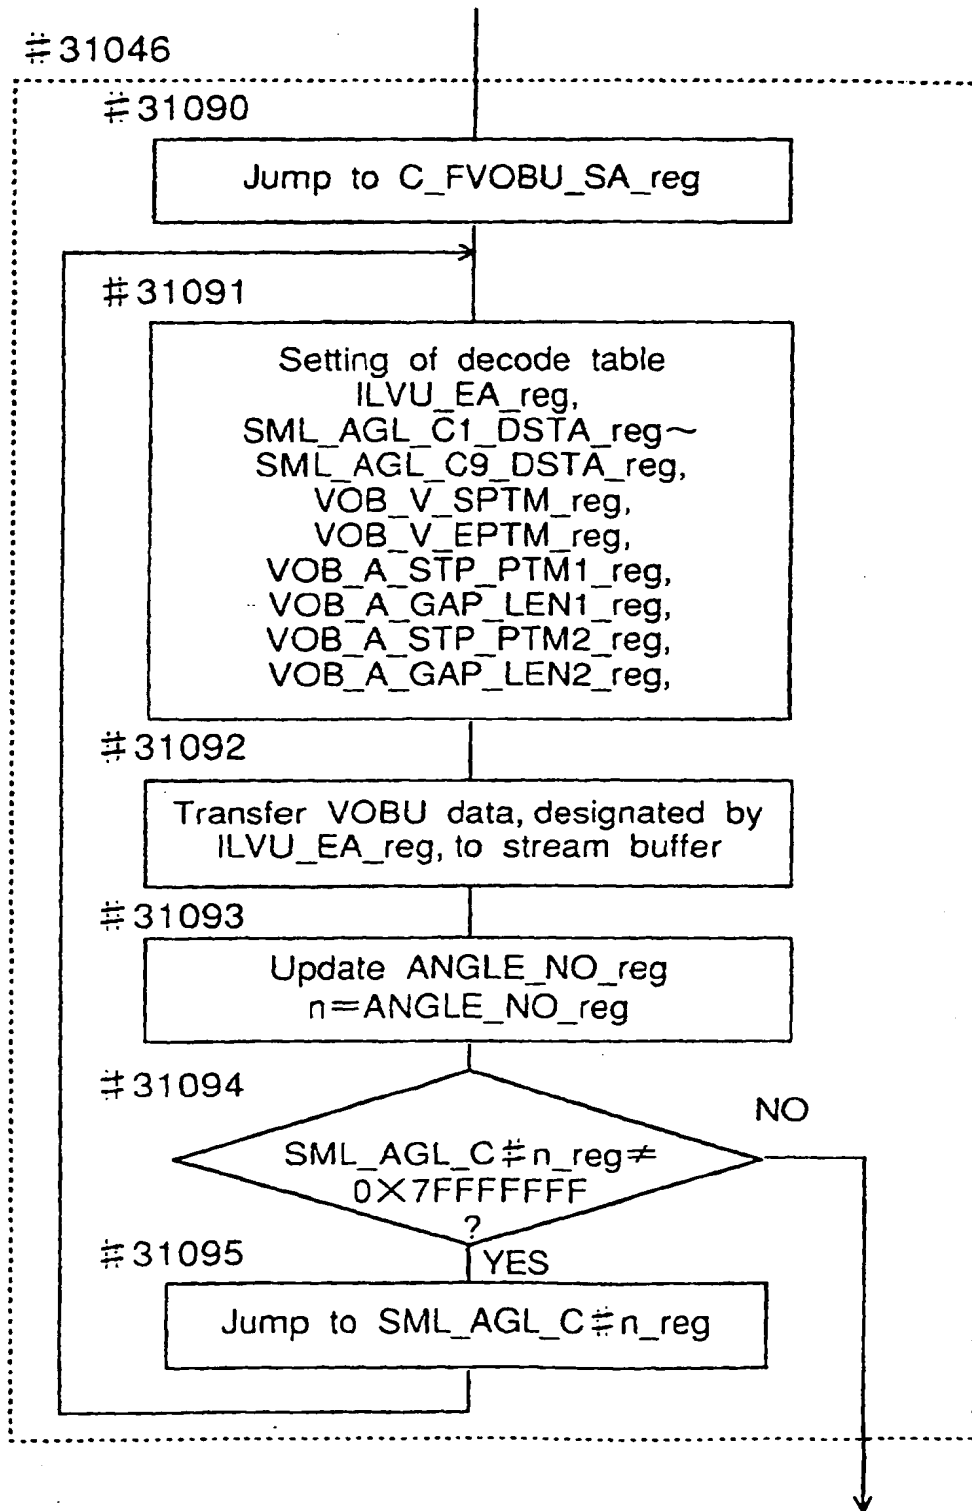 #31046
#31090
Jump to C_FVOBU_SA_reg
#31091
Setting of decode table
ILVU_EA_reg,
SML_AGL_C1_DSTA_reg~
SML_AGL_C9_DSTA_reg,
VOB_V_SPTM_reg,
VOB_V_EPTM_reg,
VOB_A_STP_PTM1_reg,
VOB_A_GAP_LEN1_reg,
VOB_A_STP_PTM2_reg,
VOB_A_GAP_LEN2_reg,
#31092
Transfer VOBU data, designated by
ILVU_EA_reg, to stream buffer
#31093
Update ANGLE_NO_reg
n=ANGLE_NO_reg
#31094
NO
SML_AGL_C#n_reg≠
0X7FFFFFFF
?
#31095
YES
Jump to SML_AGL_C#n_reg